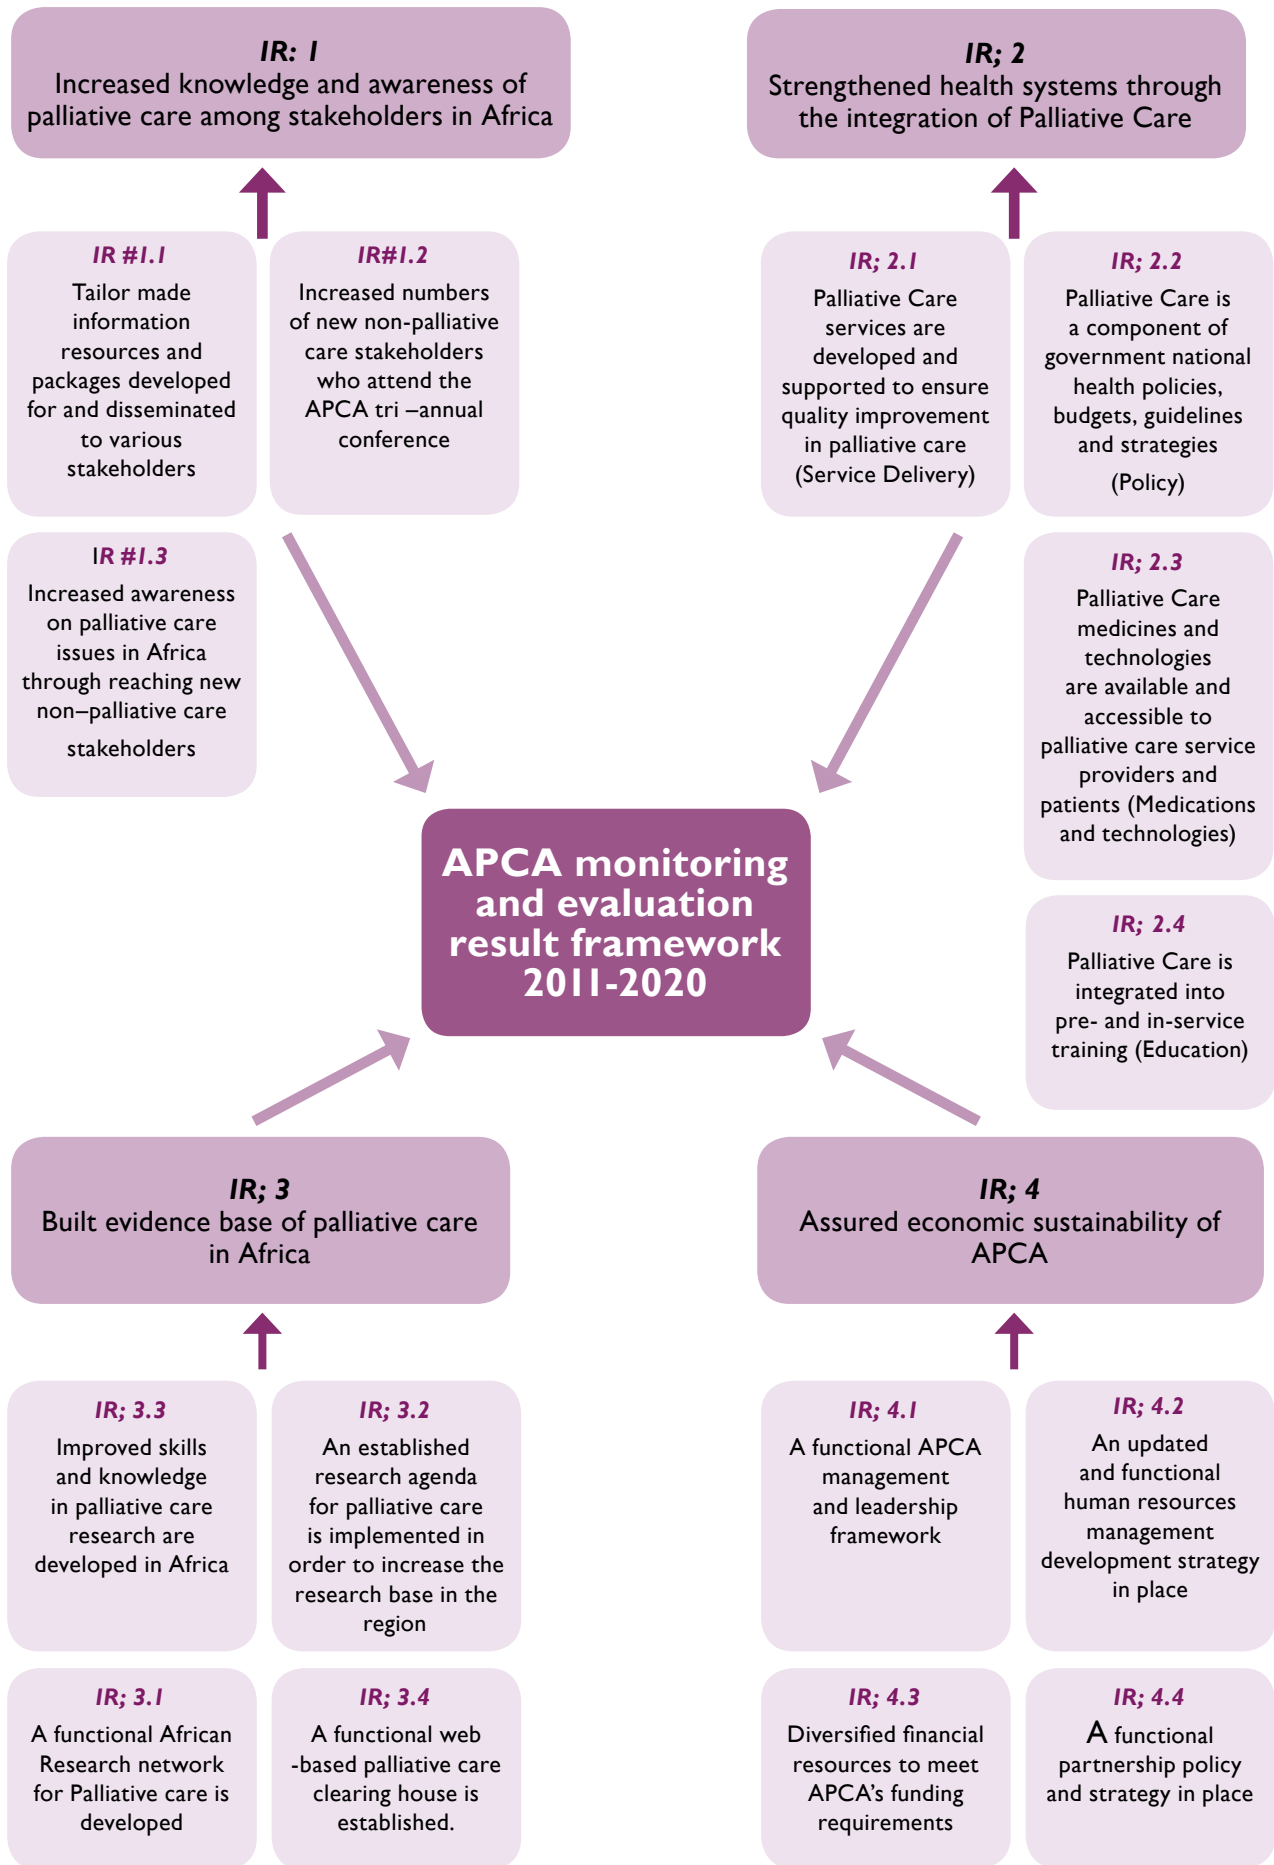 IR: 1
Increased knowledge and awareness of
palliative care among stakeholders in Africa
IR; 2
Strengthened health systems through
the integration of Palliative Care
IR #1.1
Tailor made
information
resources and
packages developed
for and disseminated
to various
stakeholders
IR#1.2
Increased numbers
of new non-palliative
care stakeholders
who attend the
APCA tri –annual
conference
IR; 2.1
Palliative Care
services are
developed and
supported to ensure
quality improvement
in palliative care
(Service Delivery)
IR; 2.2
Palliative Care is
a component of
government national
health policies,
budgets, guidelines
and strategies
(Policy)
IR #1.3
Increased awareness
on palliative care
issues in Africa
through reaching new
non–palliative care
stakeholders
IR; 2.3
Palliative Care
medicines and
technologies
are available and
accessible to
palliative care service
providers and
patients (Medications
and technologies)
APCA monitoring
and evaluation
result framework
2011-2020
IR; 2.4
Palliative Care is
integrated into
pre- and in-service
training (Education)
IR; 3
Built evidence base of palliative care
in Africa
IR; 4
Assured economic sustainability of
APCA
IR; 3.3
Improved skills
and knowledge
in palliative care
research are
developed in Africa
IR; 3.2
An established
research agenda
for palliative care
is implemented in
order to increase the
research base in the
region
IR; 4.1
A functional APCA
management
and leadership
framework
IR; 4.2
An updated
and functional
human resources
management
development strategy
in place
IR; 3.1
A functional African
Research network
for Palliative care is
developed
IR; 3.4
A functional web
-based palliative care
clearing house is
established.
IR; 4.3
Diversified financial
resources to meet
APCA’s funding
requirements
IR; 4.4
A functional
partnership policy
and strategy in place